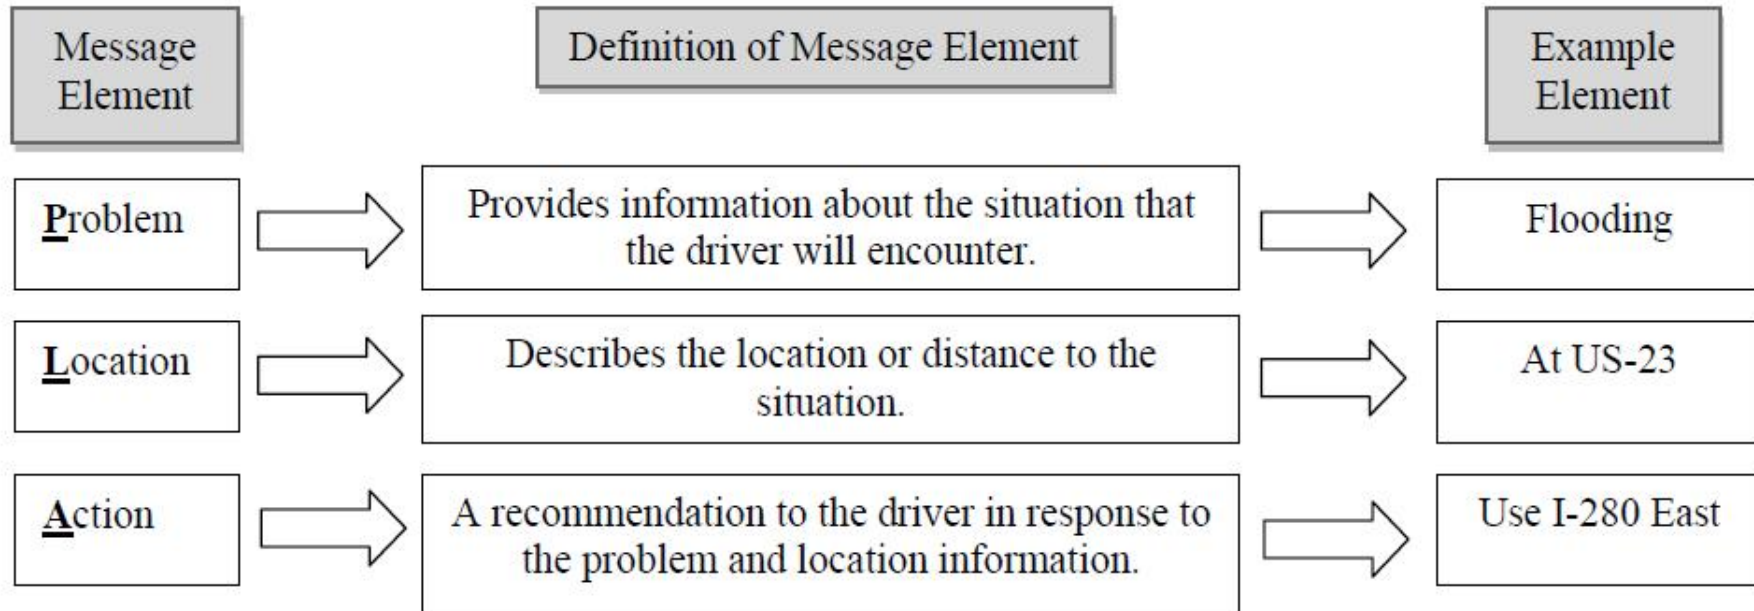 Message
Element
Definition of Message Element
Example
Element
Problem
Provides information about the situation that
the driver will encounter.
Flooding
Location
Describes the location or distance to the
situation.
At US-23
Action
A recommendation to the driver in response to
the problem and location information.
Use I-280 East